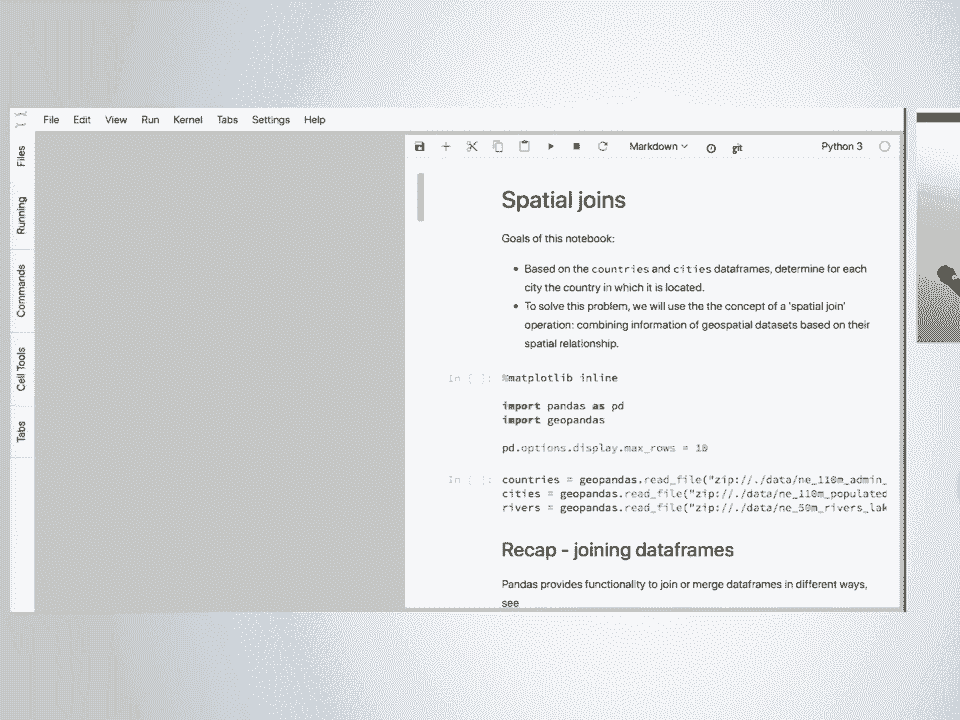 File Edit View Run Kernel Tabs Settings Help
Files
Running
Commands
Cell Tools
Tabs
Markdown
git
Python 3
Spatial joins
Goals of this notebook:
• Based on the countries and cities dataframes, determine for each
city the country in which it is located.
• To solve this problem, we will use the the concept of a 'spatial join'
operation: combining information of geospatial datasets based on their
spatial relationship.
In [ ]: %matplotlib inline
import pandas as pd
import geopandas
pd.options.display.max_rows = 10
In [ ]: countries = geopandas.read_file("zip://./data/ne_110m_admin_
cities = geopandas.read_file("zip://./data/ne_110m_populated
rivers = geopandas.read_file("zip://./data/ne_50m_rivers_lak
Recap - joining dataframes
Pandas provides functionality to join or merge dataframes in different ways,
see